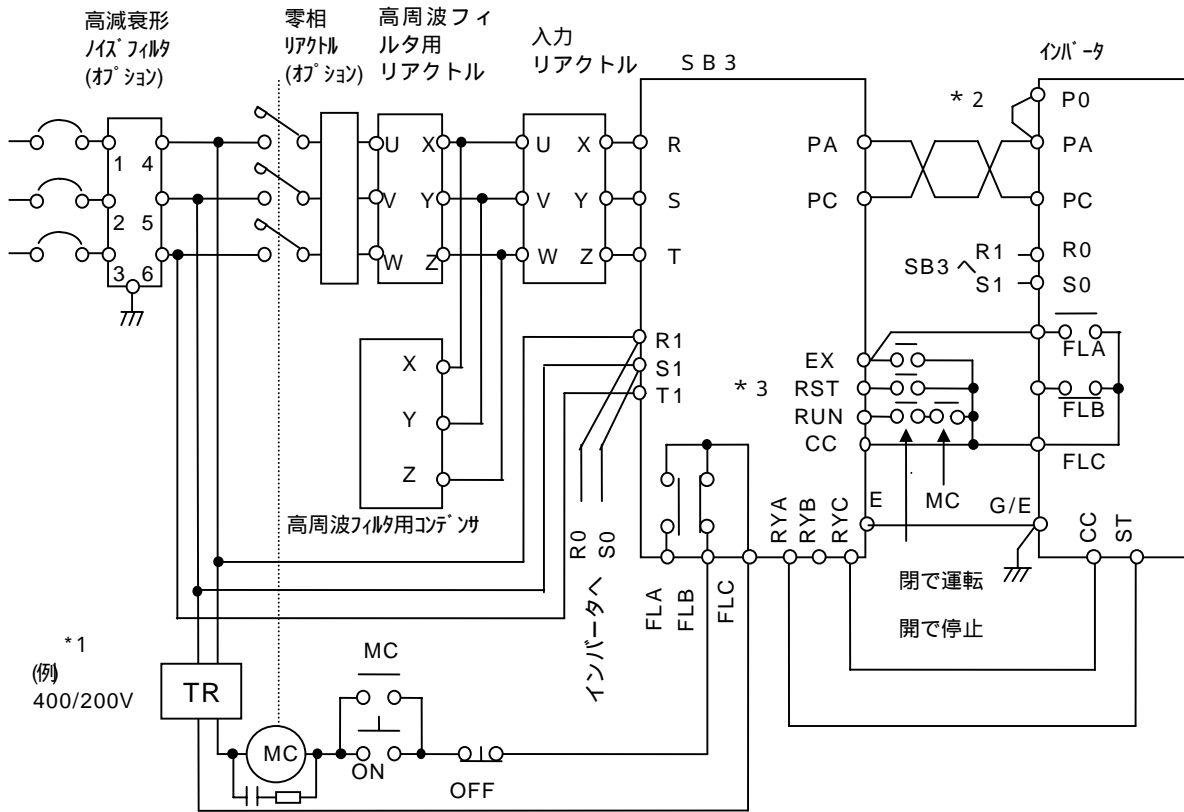 高減衰形
ﾉｲｽﾞﾌｨﾙﾀ
(ｵﾌﾟｼｮﾝ)
零相
ﾘｱｸﾄﾙ
(ｵﾌﾟｼｮﾝ)
高周波フィ
ルタ用
リアクトル
入力
リアクトル
SB3
ｲﾝﾊﾞｰﾀ
*2
P0
1 4
2 5
3 6
U X
V Y
W Z
U X
V Y
W Z
R
S
T
PA
PC
PA
PC
R1
S1
SB3 へ
R0
S0
X
Y
Z
高周波フィルタ用ｺﾝﾃﾞﾝｻ
R1
S1
T1
*3
EX
RST
RUN
CC
FLA
FLB
FLC
MC
E
G/E
R0
S0
インバータへ
FLA
FLB
FLC
RYA
RYB
RYC
CC
ST
閉で運転
開で停止
*1
(例)
400/200V
TR
MC
MC
ON
OFF